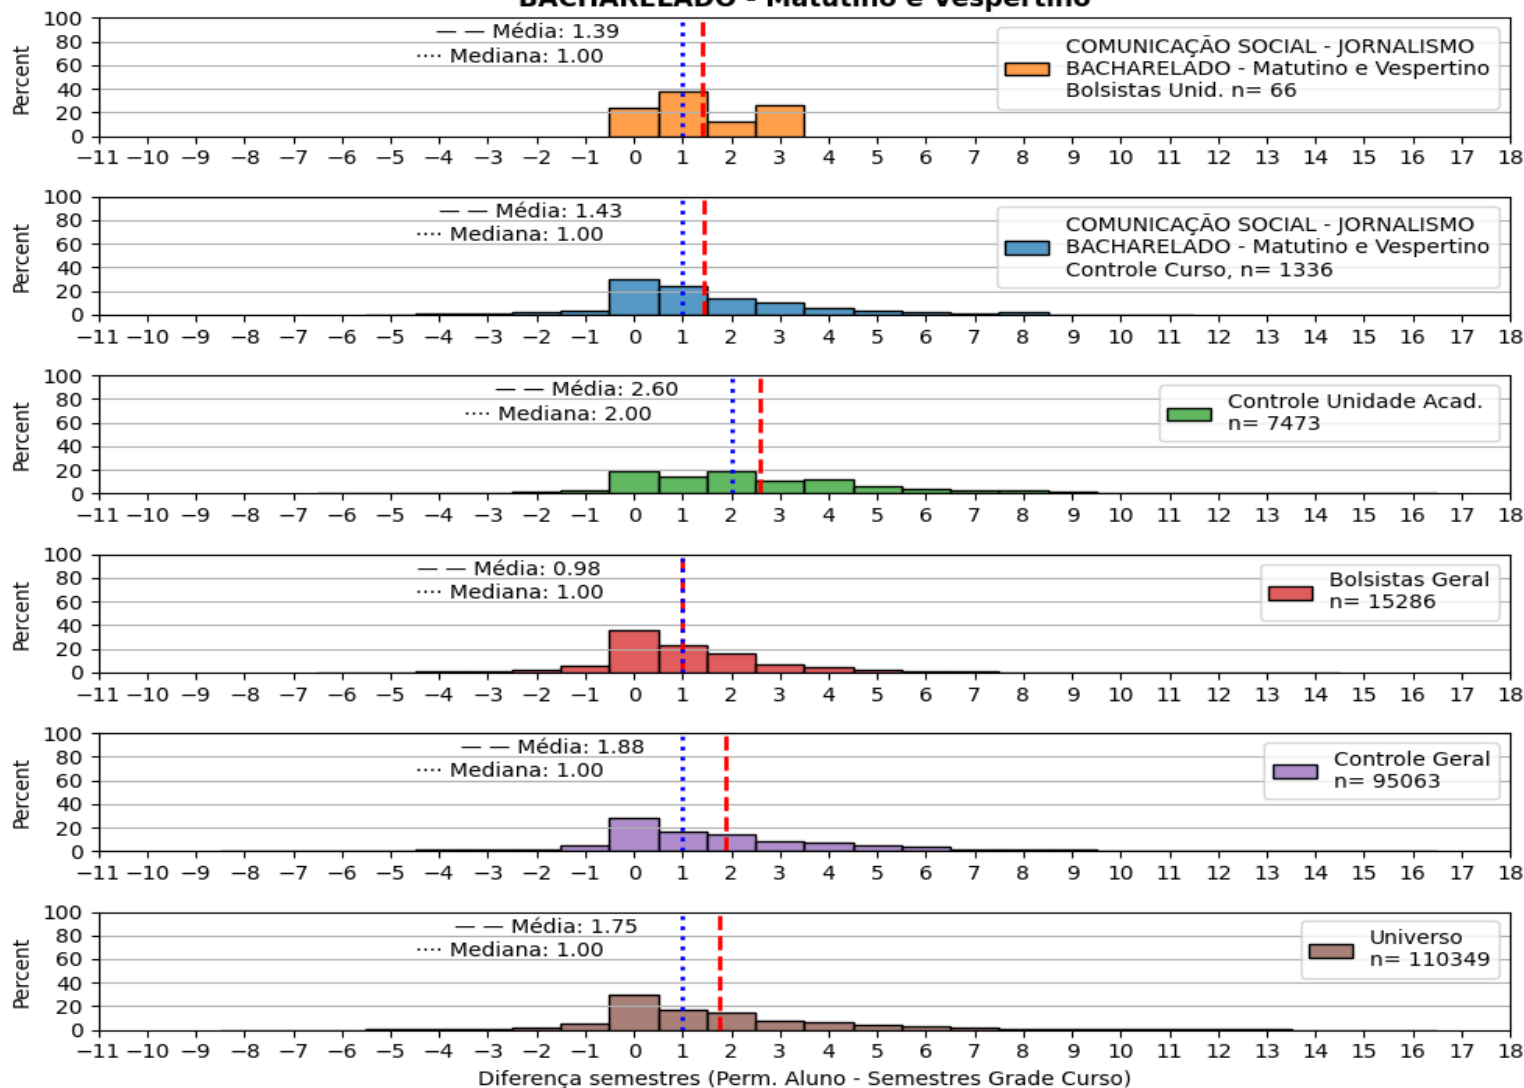 BACHARELADO - Matutino e Vespertino
100
80
60
40
20
0
Percent
— — Média: 1.39
···· Mediana: 1.00
COMUNICAÇÃO SOCIAL - JORNALISMO
BACHARELADO - Matutino e Vespertino
Bolsistas Unid. n= 66
−11 −10 −9 −8 −7 −6 −5 −4 −3 −2 −1 0 1 2 3 4 5 6 7 8 9 10 11 12 13 14 15 16 17 18
100
80
60
40
20
0
Percent
— — Média: 1.43
···· Mediana: 1.00
COMUNICAÇÃO SOCIAL - JORNALISMO
BACHARELADO - Matutino e Vespertino
Controle Curso, n= 1336
−11 −10 −9 −8 −7 −6 −5 −4 −3 −2 −1 0 1 2 3 4 5 6 7 8 9 10 11 12 13 14 15 16 17 18
100
80
60
40
20
0
Percent
— — Média: 2.60
···· Mediana: 2.00
Controle Unidade Acad.
n= 7473
−11 −10 −9 −8 −7 −6 −5 −4 −3 −2 −1 0 1 2 3 4 5 6 7 8 9 10 11 12 13 14 15 16 17 18
100
80
60
40
20
0
Percent
— — Média: 0.98
···· Mediana: 1.00
Bolsistas Geral
n= 15286
−11 −10 −9 −8 −7 −6 −5 −4 −3 −2 −1 0 1 2 3 4 5 6 7 8 9 10 11 12 13 14 15 16 17 18
100
80
60
40
20
0
Percent
— — Média: 1.88
···· Mediana: 1.00
Controle Geral
n= 95063
−11 −10 −9 −8 −7 −6 −5 −4 −3 −2 −1 0 1 2 3 4 5 6 7 8 9 10 11 12 13 14 15 16 17 18
100
80
60
40
20
0
Percent
— — Média: 1.75
···· Mediana: 1.00
Universo
n= 110349
−11 −10 −9 −8 −7 −6 −5 −4 −3 −2 −1 0 1 2 3 4 5 6 7 8 9 10 11 12 13 14 15 16 17 18
Diferença semestres (Perm. Aluno - Semestres Grade Curso)